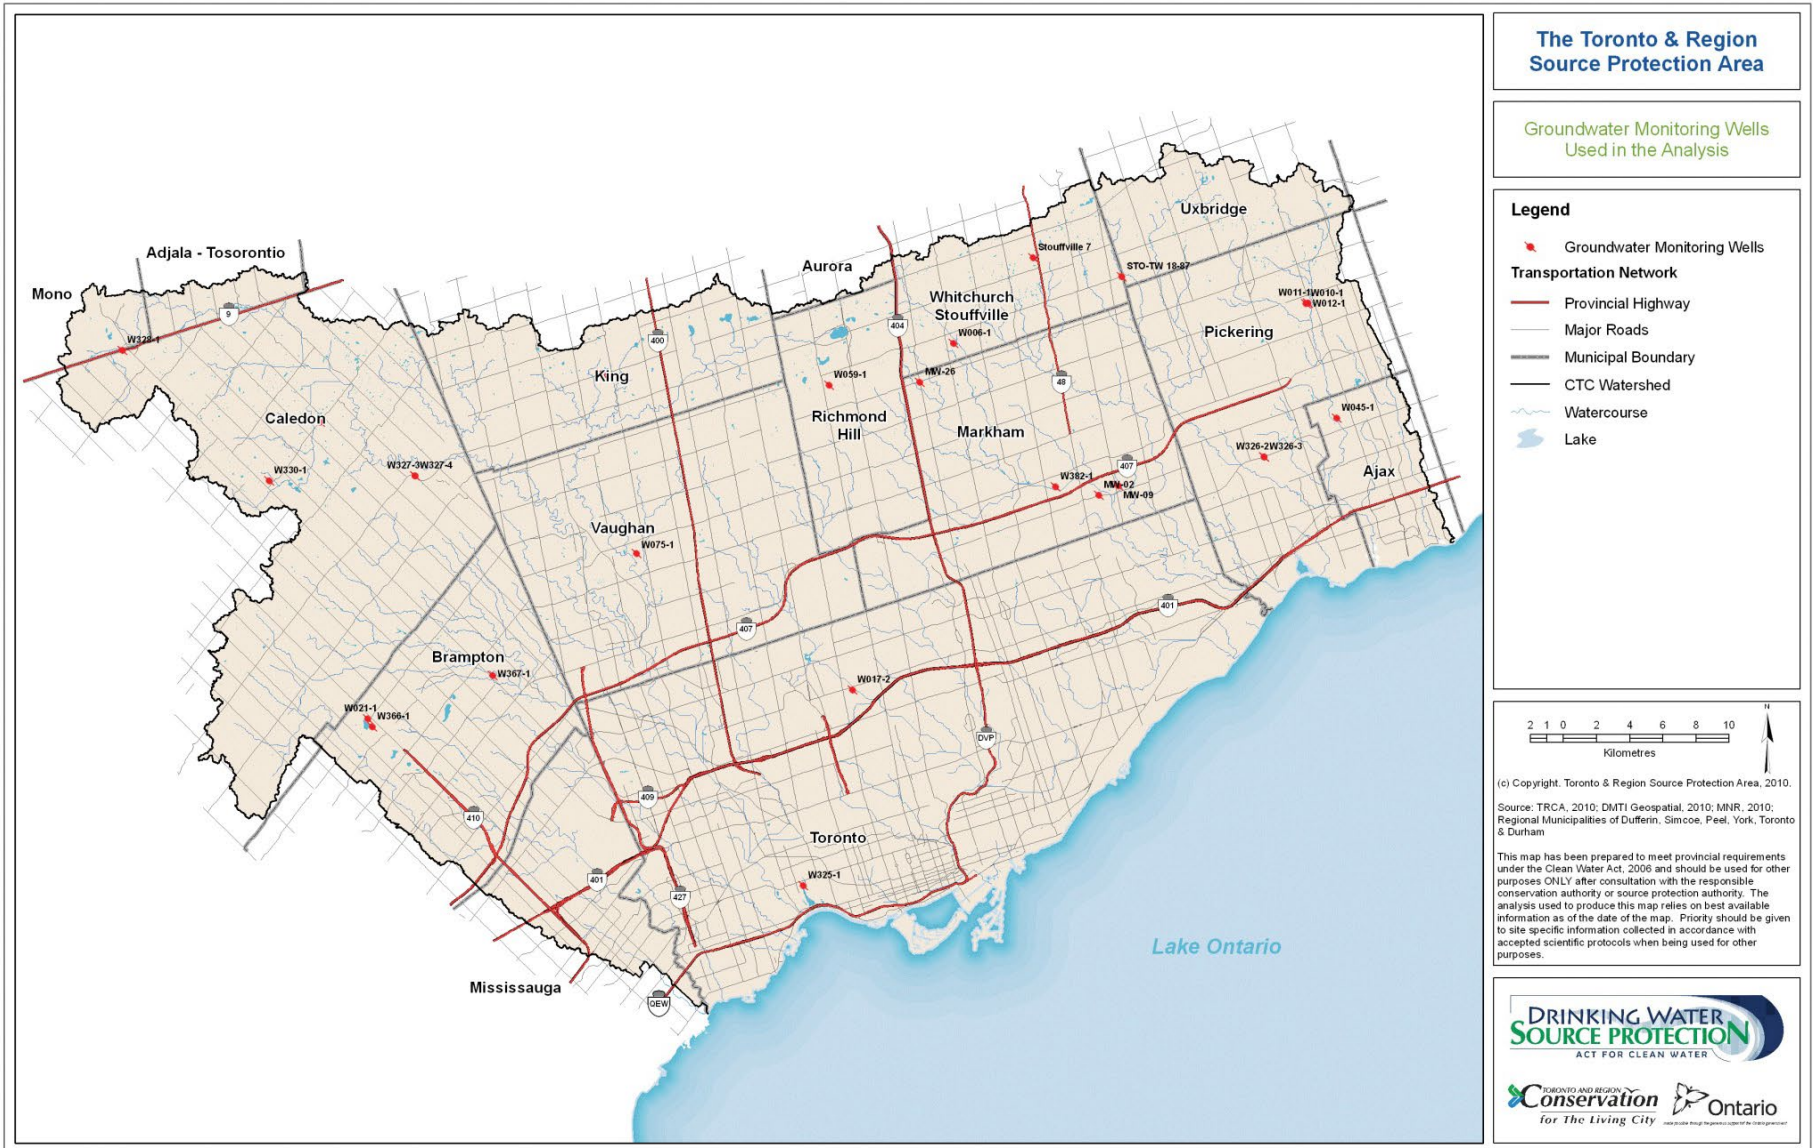 The Toronto & Region
Source Protection Area
Groundwater Monitoring Wells
Used in the Analysis
Legend
Groundwater Monitoring Wells
Transportation Network
Provincial Highway
Major Roads
Municipal Boundary
CTC Watershed
Watercourse
Lake
Uxbridge
Stouffville 7
Adjala - Tosorontio
Aurora
STO-TW 18-87
Mono
W011-1W010-1
W012-1
Whitchurch
Stouffville
9
404
Pickering
W328-1
400
W006-1
King
W059-1
MW-26
48
Caledon
Richmond
Hill
Markham
W045-1
W326-2W326-3
W330-1
W327-3W327-4
407
Ajax
W382-1
MW-02
MW-09
Vaughan
W075-1
401
407
Brampton
W367-1
W017-2
W021-1
W366-1
DVP
409
410
Toronto
401
W325-1
427
Lake Ontario
Mississauga
QEW
N
2 1 0 2 4 6 8 10
Kilometres
(c) Copyright. Toronto & Region Source Protection Area, 2010.
Source: TRCA, 2010; DMTI Geospatial, 2010; MNR, 2010;
Regional Municipalities of Dufferin, Simcoe, Peel, York, Toronto
& Durham
This map has been prepared to meet provincial requirements
under the Clean Water Act, 2006 and should be used for other
purposes ONLY after consultation with the responsible
conservation authority or source protection authority. The
analysis used to produce this map relies on best available
information as of the date of the map. Priority should be given
to site specific information collected in accordance with
accepted scientific protocols when being used for other
purposes.
DRINKING WATER
SOURCE PROTECTION
ACT FOR CLEAN WATER
TORONTO AND REGION
Conservation
for The Living City
Ontario